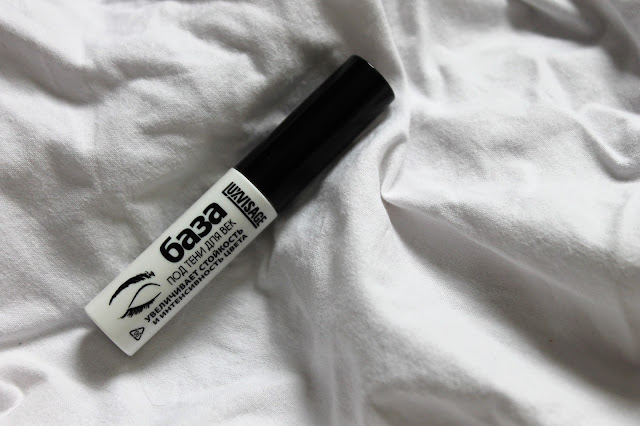 LUXVISAGE
база
ПОД ТЕНИ ДЛЯ ВЕК
УВЕЛИЧИВАЕТ СТОЙКОСТЬ
И ИНТЕНСИВНОСТЬ ЦВЕТА